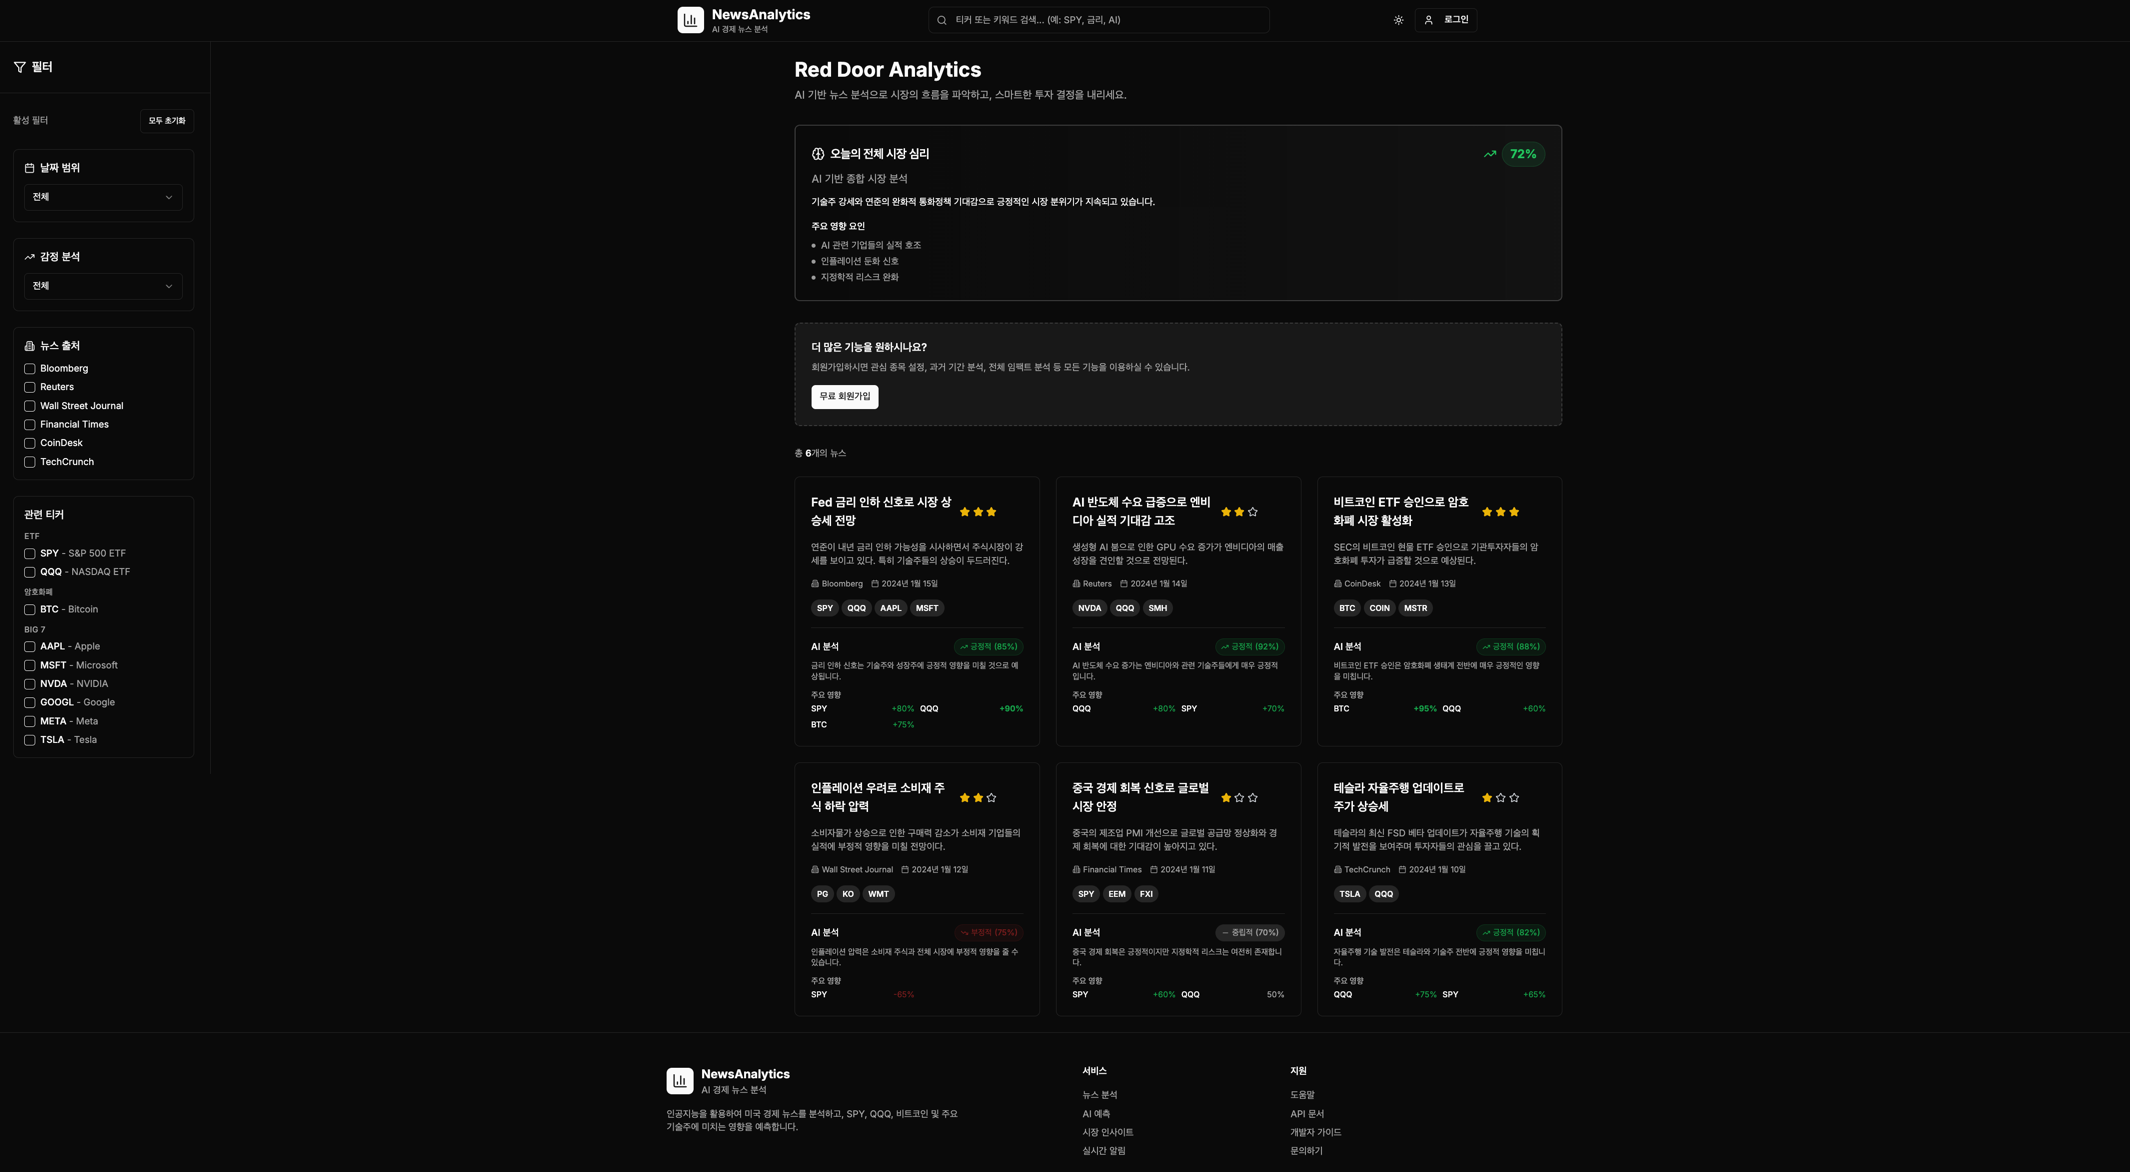 NewsAnalytics
AI 경제 뉴스 분석
티커 또는 키워드 검색... (예: SPY, 금리, AI)
로그인
필터
활성 필터
모두 초기화
날짜 범위
전체
감정 분석
전체
뉴스 출처
Bloomberg
Reuters
Wall Street Journal
Financial Times
CoinDesk
TechCrunch
관련 티커
ETF
SPY - S&P 500 ETF
QQQ - NASDAQ ETF
암호화폐
BTC - Bitcoin
BIG 7
AAPL - Apple
MSFT - Microsoft
NVDA - NVIDIA
GOOGL - Google
META - Meta
TSLA - Tesla
Red Door Analytics
AI 기반 뉴스 분석으로 시장의 흐름을 파악하고, 스마트한 투자 결정을 내리세요.
오늘의 전체 시장 심리
72%
AI 기반 종합 시장 분석
기술주 강세와 연준의 완화적 통화정책 기대감으로 긍정적인 시장 분위기가 지속되고 있습니다.
주요 영향 요인
AI 관련 기업들의 실적 호조
인플레이션 둔화 신호
지정학적 리스크 완화
더 많은 기능을 원하시나요?
회원가입하시면 관심 종목 설정, 과거 기간 분석, 전체 임팩트 분석 등 모든 기능을 이용하실 수 있습니다.
무료 회원가입
총 6개의 뉴스
Fed 금리 인하 신호로 시장 상
승세 전망
연준이 내년 금리 인하 가능성을 시사하면서 주식시장이 강
세를 보이고 있다. 특히 기술주들의 상승이 두드러진다.
Bloomberg 2024년 1월 15일
SPY QQQ AAPL MSFT
AI 분석
긍정적 (85%)
금리 인하 신호는 기술주와 성장주에 긍정적 영향을 미칠 것으로 예
상됩니다.
주요 영향
SPY +80% QQQ +90%
BTC +75%
AI 반도체 수요 급증으로 엔비
디아 실적 기대감 고조
생성형 AI 붐으로 인한 GPU 수요 증가가 엔비디아의 매출
성장을 견인할 것으로 전망된다.
Reuters 2024년 1월 14일
NVDA QQQ SMH
AI 분석
긍정적 (92%)
AI 반도체 수요 증가는 엔비디아와 관련 기술주들에게 매우 긍정적
입니다.
주요 영향
QQQ +80% SPY +70%
비트코인 ETF 승인으로 암호
화폐 시장 활성화
SEC의 비트코인 현물 ETF 승인으로 기관투자자들의 암
호화폐 투자가 급증할 것으로 예상된다.
CoinDesk 2024년 1월 13일
BTC COIN MSTR
AI 분석
긍정적 (88%)
비트코인 ETF 승인은 암호화폐 생태계 전반에 매우 긍정적인 영향
을 미칩니다.
주요 영향
BTC +95% QQQ +60%
인플레이션 우려로 소비재 주
식 하락 압력
소비자물가 상승으로 인한 구매력 감소가 소비재 기업들의
실적에 부정적 영향을 미칠 전망이다.
Wall Street Journal 2024년 1월 12일
PG KO WMT
AI 분석
부정적 (75%)
인플레이션 압력은 소비재 주식과 전체 시장에 부정적 영향을 줄 수
있습니다.
주요 영향
SPY -65%
중국 경제 회복 신호로 글로벌
시장 안정
중국의 제조업 PMI 개선으로 글로벌 공급망 정상화와 경
제 회복에 대한 기대감이 높아지고 있다.
Financial Times 2024년 1월 11일
SPY EEM FXI
AI 분석
중립적 (70%)
중국 경제 회복은 긍정적이지만 지정학적 리스크는 여전히 존재합니
다.
주요 영향
SPY +60% QQQ 50%
테슬라 자율주행 업데이트로
주가 상승세
테슬라의 최신 FSD 베타 업데이트가 자율주행 기술의 획
기적 발전을 보여주며 투자자들의 관심을 끌고 있다.
TechCrunch 2024년 1월 10일
TSLA QQQ
AI 분석
긍정적 (82%)
자율주행 기술 발전은 테슬라와 기술주 전반에 긍정적 영향을 미칩니
다.
주요 영향
QQQ +75% SPY +65%
NewsAnalytics
AI 경제 뉴스 분석
인공지능을 활용하여 미국 경제 뉴스를 분석하고, SPY, QQQ, 비트코인 및 주요
기술주에 미치는 영향을 예측합니다.
서비스
뉴스 분석
AI 예측
시장 인사이트
실시간 알림
지원
도움말
API 문서
개발자 가이드
문의하기